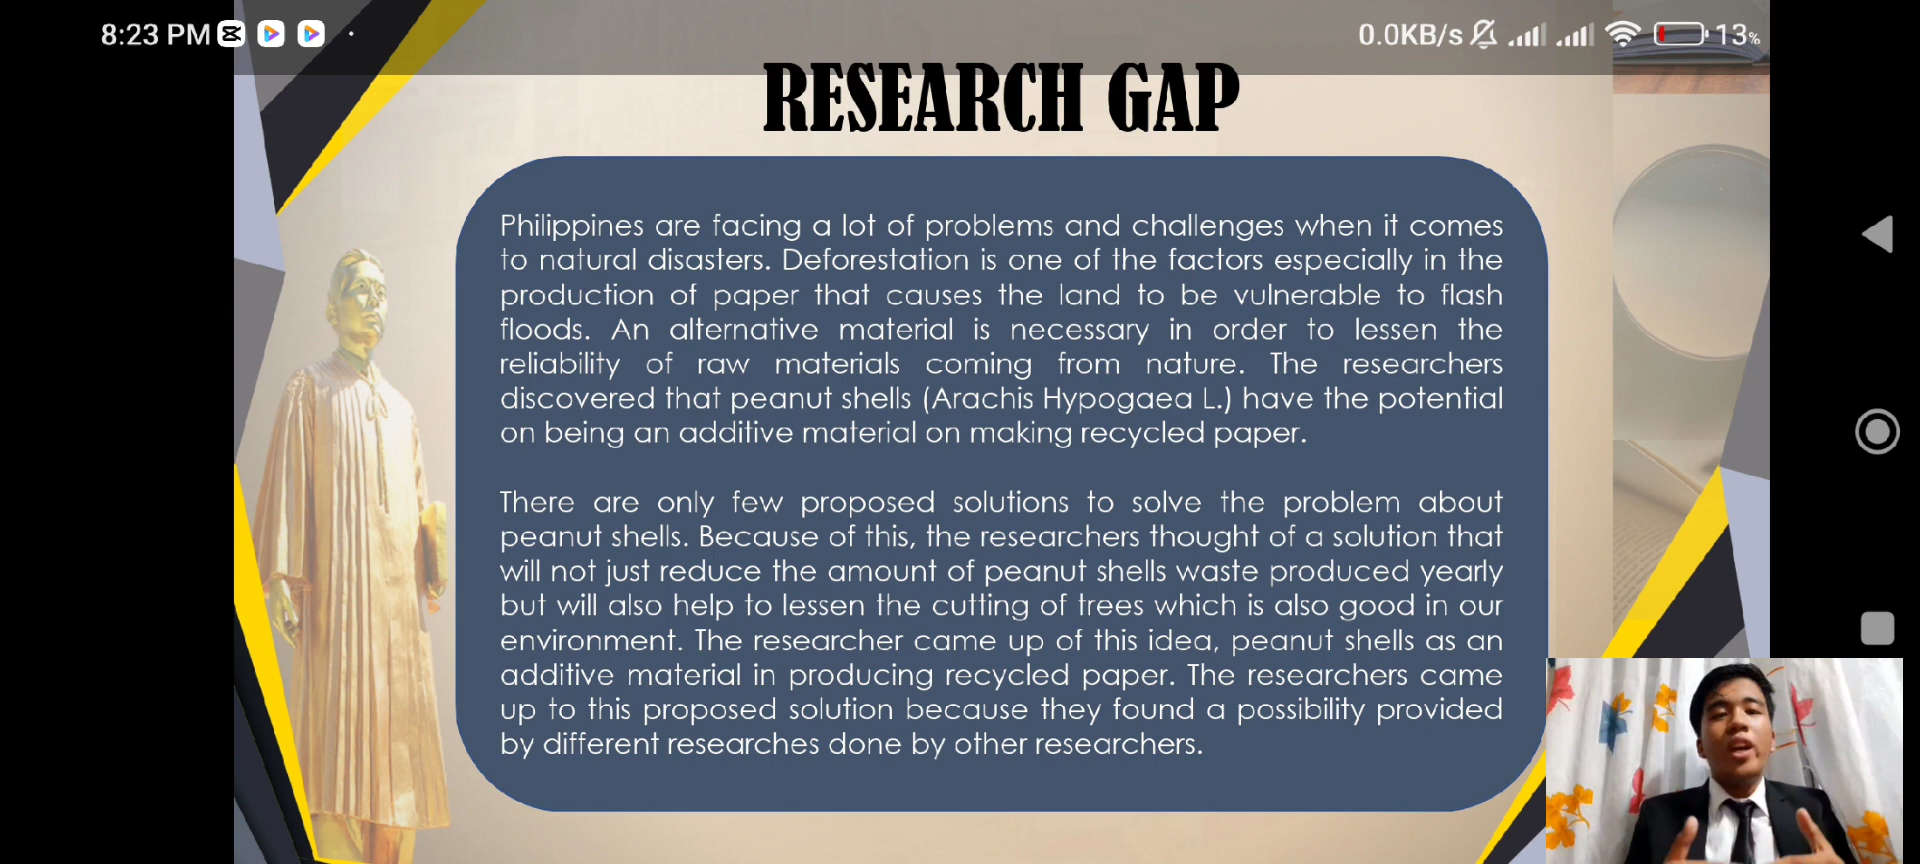 8:23 PM
0.0KB/s
13%
RESEARCH GAP
Philippines are facing a lot of problems and challenges when it comes
to natural disasters. Deforestation is one of the factors especially in the
production of paper that causes the land to be vulnerable to flash
floods. An alternative material is necessary in order to lessen the
reliability of raw materials coming from nature. The researchers
discovered that peanut shells (Arachis Hypogaea L.) have the potential
on being an additive material on making recycled paper.
There are only few proposed solutions to solve the problem about
peanut shells. Because of this, the researchers thought of a solution that
will not just reduce the amount of peanut shells waste produced yearly
but will also help to lessen the cutting of trees which is also good in our
environment. The researcher came up of this idea, peanut shells as an
additive material in producing recycled paper. The researchers came
up to this proposed solution because they found a possibility provided
by different researches done by other researchers.